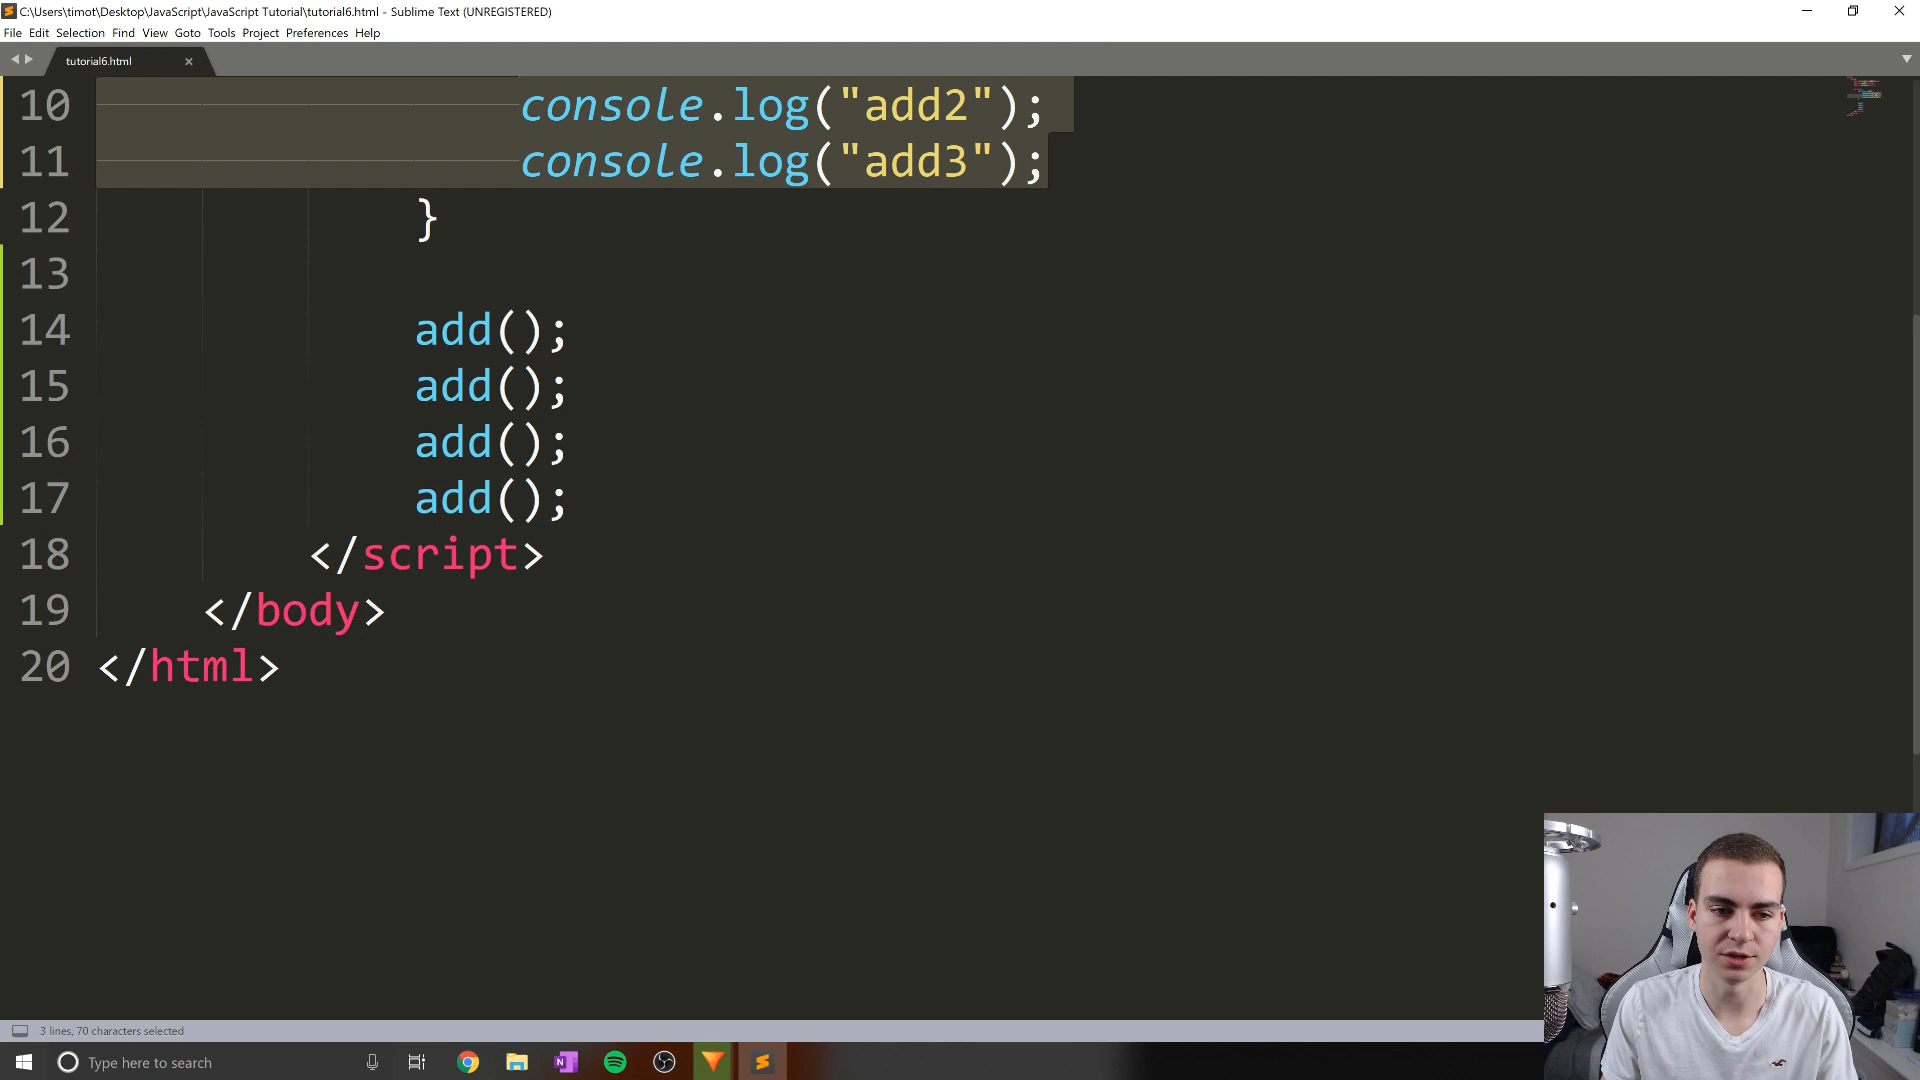 C:\Users\timot\Desktop\JavaScript\JavaScript Tutorial\tutorial6.html - Sublime Text (UNREGISTERED)
File Edit Selection Find View Goto Tools Project Preferences Help
tutorial6.html
10 console.log("add2");
11 console.log("add3");
12 }
13
14 add();
15 add();
16 add();
17 add();
18 </script>
19 </body>
20 </html>
3 lines, 70 characters selected
Type here to search